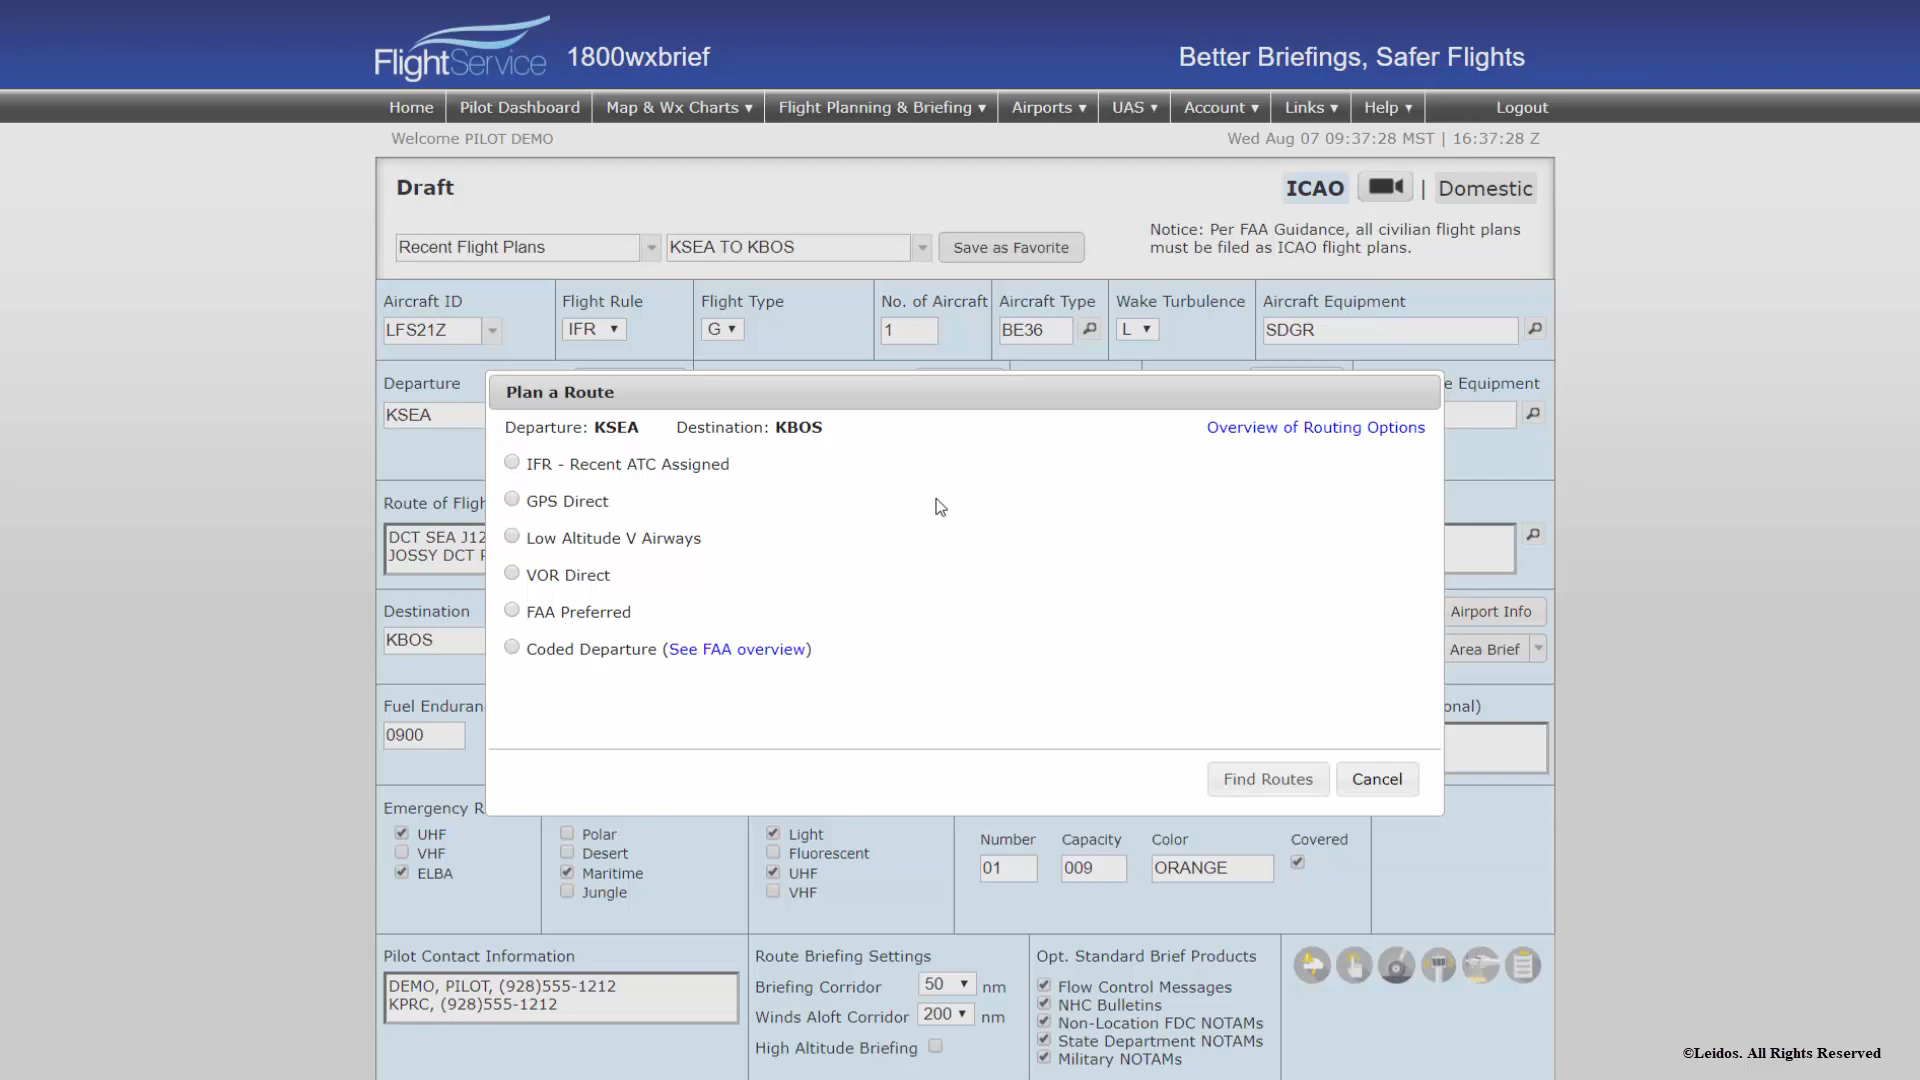 FlightService 1800wxbrief
Better Briefings, Safer Flights
Home Pilot Dashboard Map & Wx Charts ▾ Flight Planning & Briefing ▾ Airports ▾ UAS ▾ Account ▾ Links ▾ Help ▾ Logout
Welcome PILOT DEMO
Wed Aug 07 09:37:28 MST | 16:37:28 Z
Draft
ICAO | Domestic
Recent Flight Plans KSEA TO KBOS Save as Favorite
Notice: Per FAA Guidance, all civilian flight plans
must be filed as ICAO flight plans.
Aircraft ID Flight Rule Flight Type No. of Aircraft Aircraft Type Wake Turbulence Aircraft Equipment
LFS21Z IFR ▾ G ▾ 1 BE36 L ▾ SDGR
Departure
e Equipment
KSEA
Plan a Route
Departure: KSEA Destination: KBOS Overview of Routing Options
IFR - Recent ATC Assigned
GPS Direct
Low Altitude V Airways
VOR Direct
FAA Preferred
Coded Departure (See FAA overview)
Find Routes Cancel
Route of Fligh
DCT SEA J12
JOSSY DCT
Destination
Airport Info
KBOS
Area Brief
Fuel Enduran
onal)
0900
Emergency R
UHF
VHF
ELBA
Polar
Desert
Maritime
Jungle
Light
Fluorescent
UHF
VHF
Number Capacity Color Covered
01 009 ORANGE
Pilot Contact Information
DEMO, PILOT, (928)555-1212
KPRC, (928)555-1212
Route Briefing Settings
Briefing Corridor 50 ▾ nm
Winds Aloft Corridor 200 ▾ nm
High Altitude Briefing
Opt. Standard Brief Products
Flow Control Messages
NHC Bulletins
Non-Location FDC NOTAMs
State Department NOTAMs
Military NOTAMs
©Leidos. All Rights Reserved